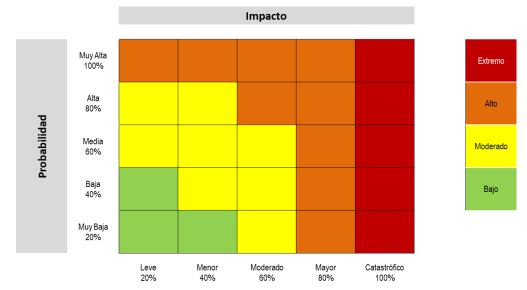 Impacto
Probabilidad
Muy Alta
100%
Alta
80%
Media
60%
Baja
40%
Muy Baja
20%
Leve
20%
Menor
40%
Moderado
60%
Mayor
80%
Catastrófico
100%
Extremo
Alto
Moderado
Bajo